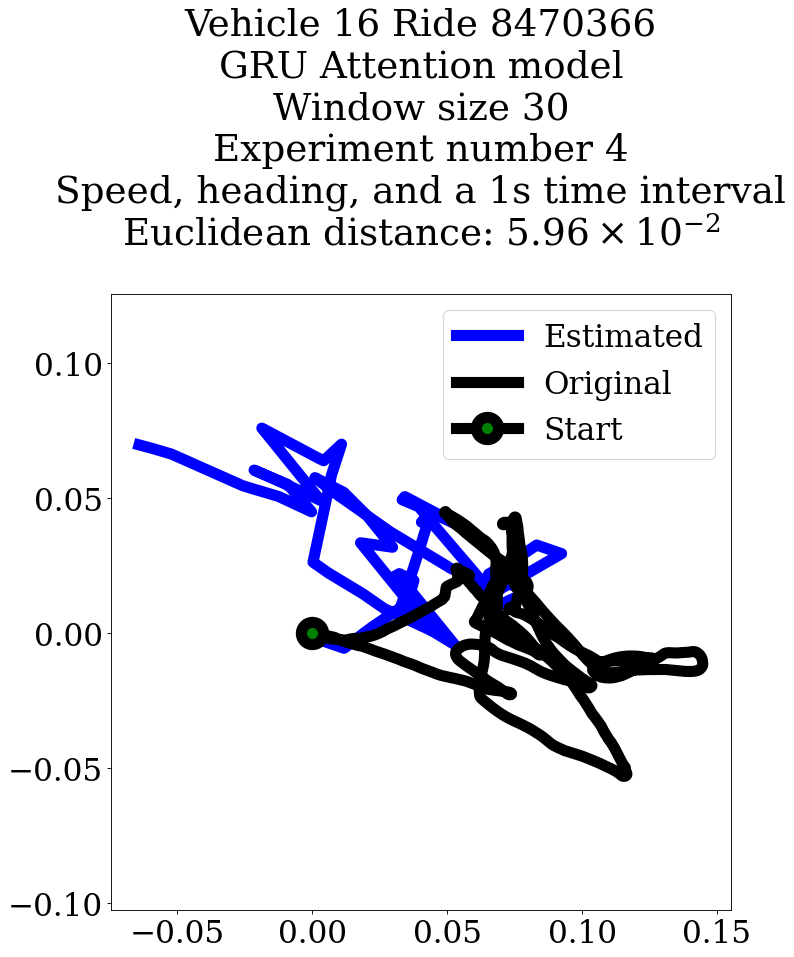 Vehicle 16 Ride 8470366
GRU Attention model
Window size 30
Experiment number 4
Speed, heading, and a 1s time interval
Euclidean distance: 5.96 × 10⁻²
Estimated
Original
Start
0.10
0.05
0.00
−0.05
−0.10
−0.05 0.00 0.05 0.10 0.15